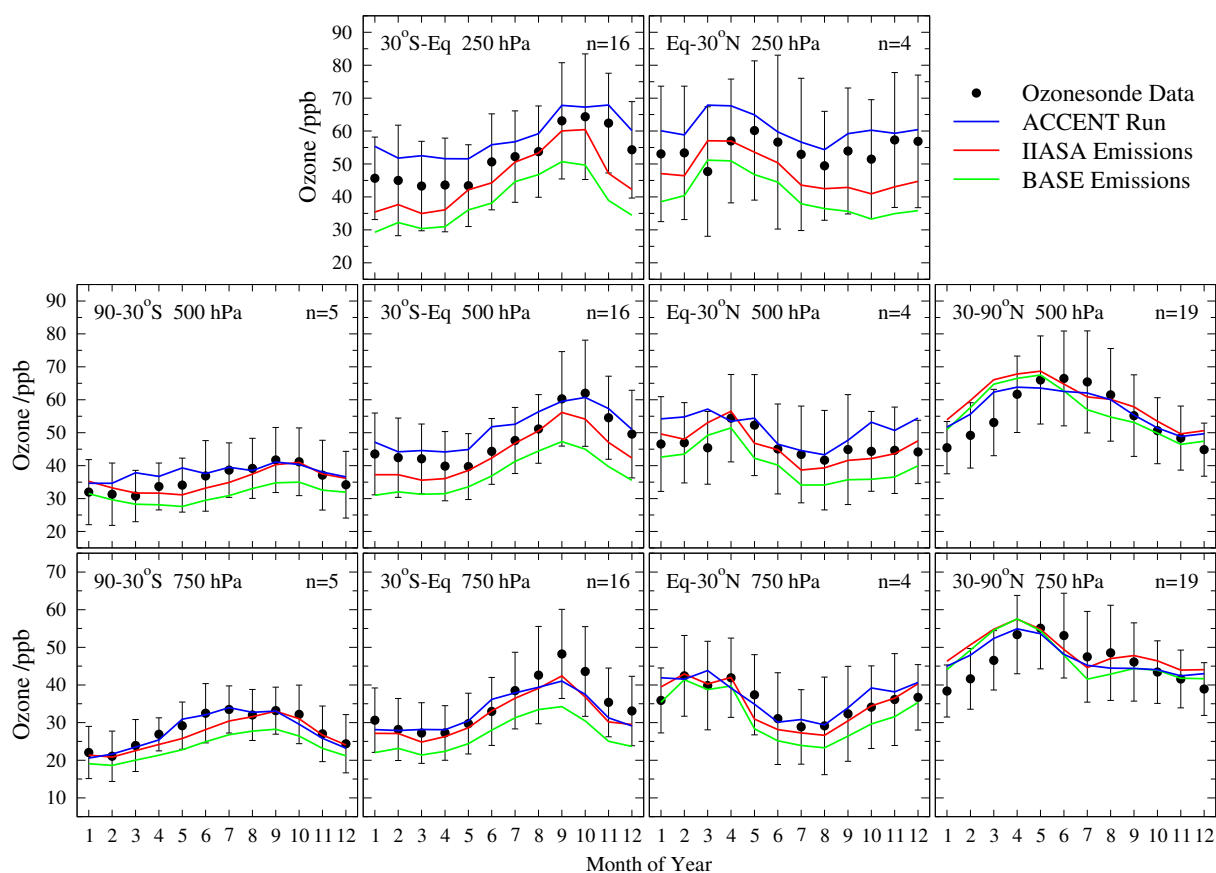 30°S-Eq 250 hPa n=16
Eq-30°N 250 hPa n=4
90
80
70
60
50
40
30
20
Ozone /ppb
Ozonesonde Data
ACCENT Run
IIASA Emissions
BASE Emissions
90-30°S 500 hPa n=5
30°S-Eq 500 hPa n=16
Eq-30°N 500 hPa n=4
30-90°N 500 hPa n=19
90
80
70
60
50
40
30
20
Ozone /ppb
90-30°S 750 hPa n=5
30°S-Eq 750 hPa n=16
Eq-30°N 750 hPa n=4
30-90°N 750 hPa n=19
70
60
50
40
30
20
10
Ozone /ppb
1 2 3 4 5 6 7 8 9 10 11 12
1 2 3 4 5 6 7 8 9 10 11 12
1 2 3 4 5 6 7 8 9 10 11 12
1 2 3 4 5 6 7 8 9 10 11 12
Month of Year